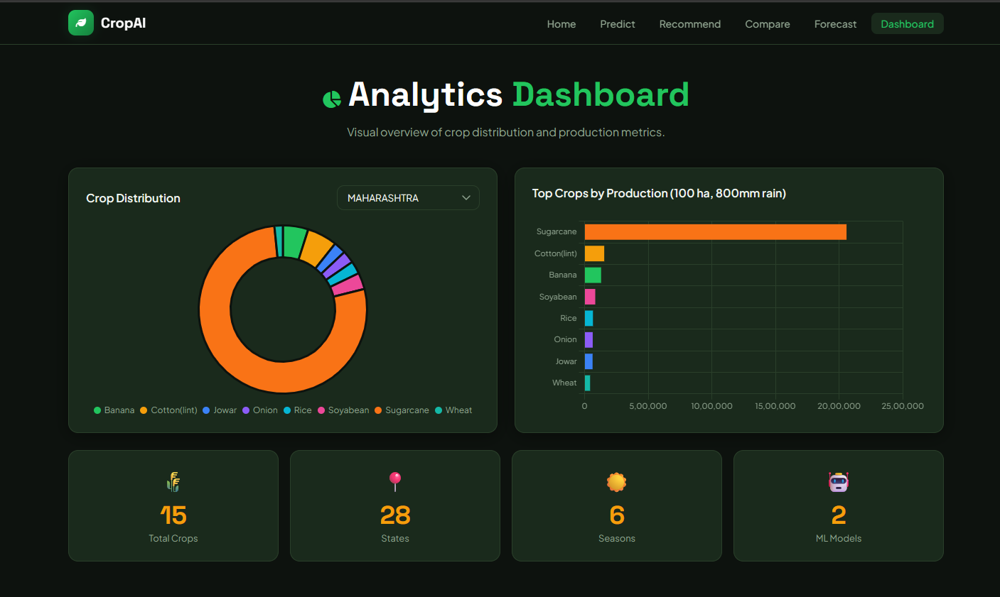 CropAI
Home Predict Recommend Compare Forecast Dashboard
Analytics Dashboard
Visual overview of crop distribution and production metrics.
Crop Distribution
MAHARASHTRA
Banana Cotton(lint) Jowar Onion Rice Soyabean Sugarcane Wheat
Top Crops by Production (100 ha, 800mm rain)
Sugarcane
Cotton(lint)
Banana
Soyabean
Rice
Onion
Jowar
Wheat
0 5,00,000 10,00,000 15,00,000 20,00,000 25,00,000
15
Total Crops
28
States
6
Seasons
2
ML Models